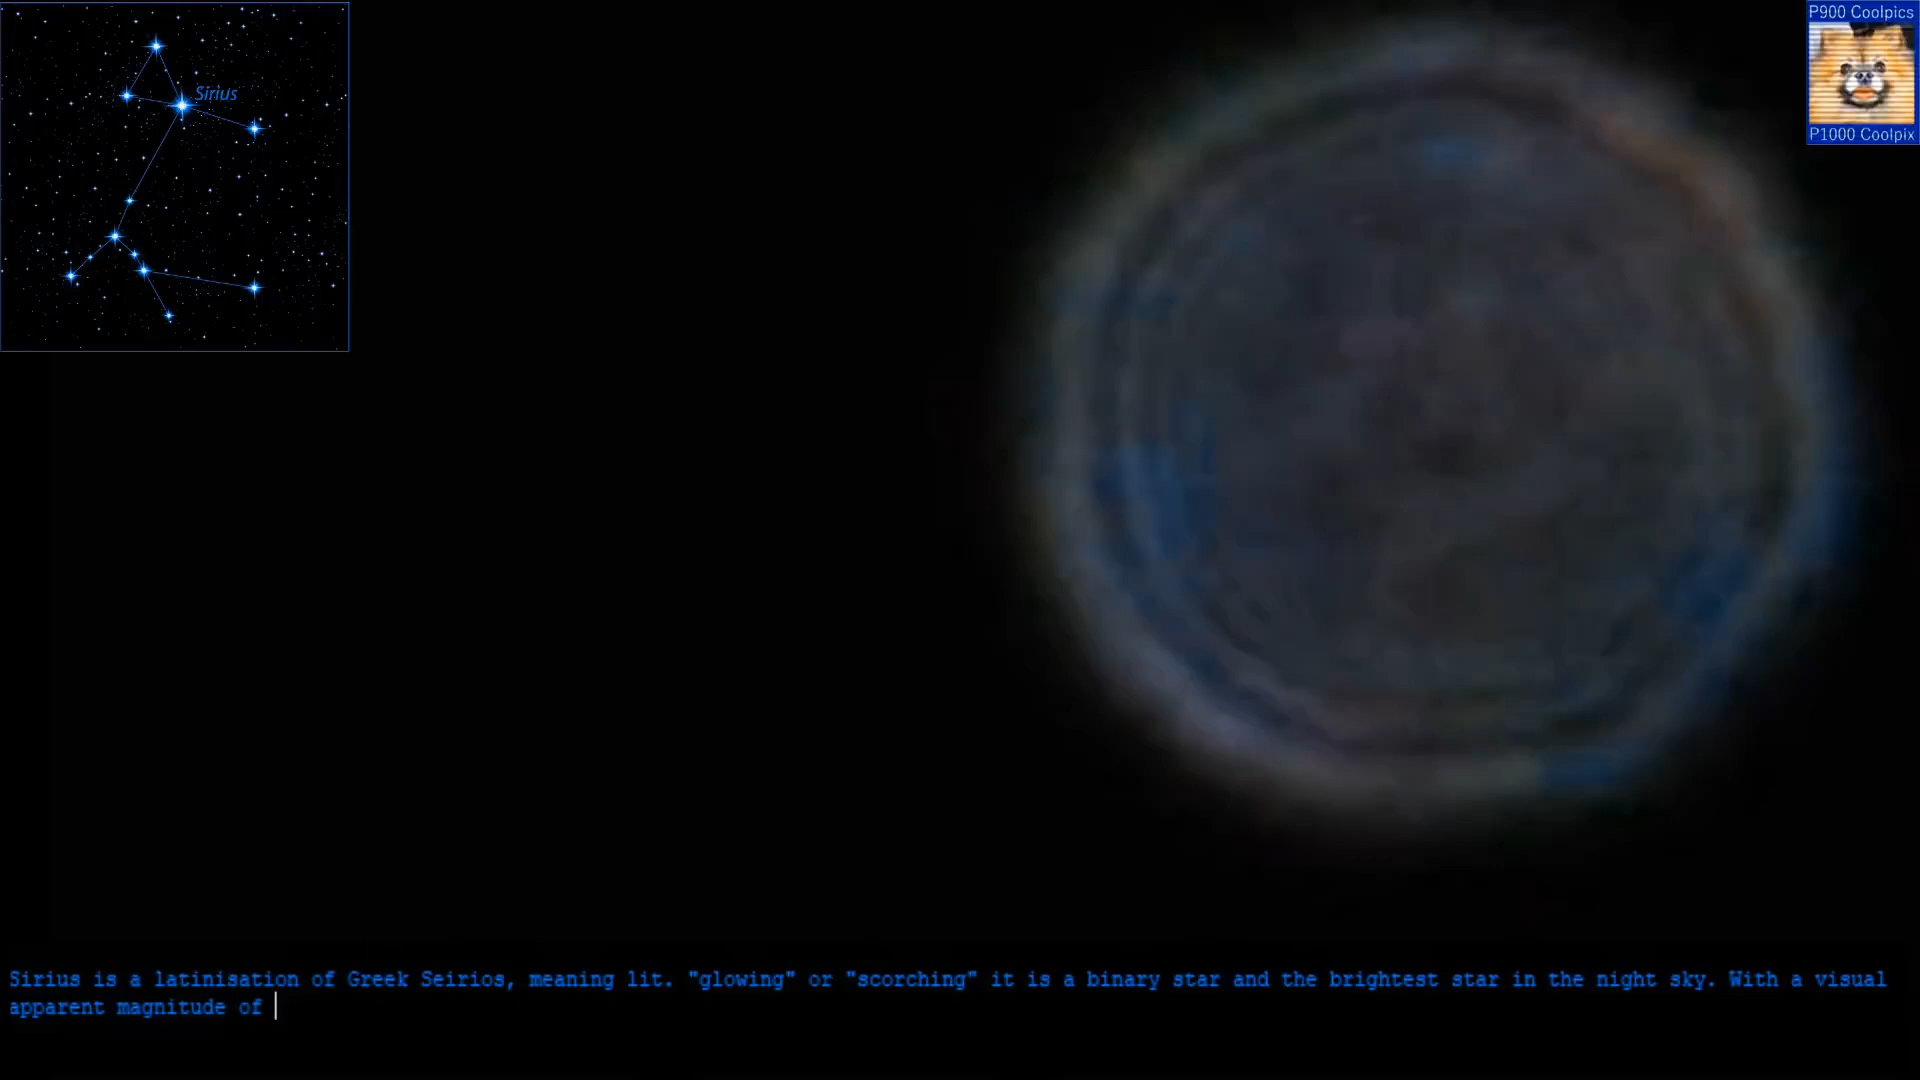 Sirius
P900 Coolpics
P1000 Coolpix
Sirius is a latinisation of Greek Seirios, meaning lit. "glowing" or "scorching" it is a binary star and the brightest star in the night sky. With a visual
apparent magnitude of